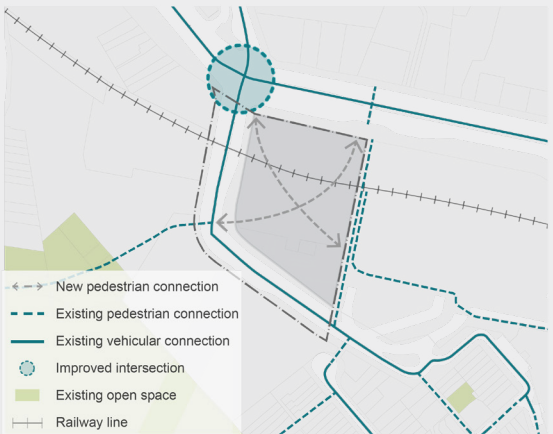 New pedestrian connection
Existing pedestrian connection
Existing vehicular connection
Improved intersection
Existing open space
Railway line